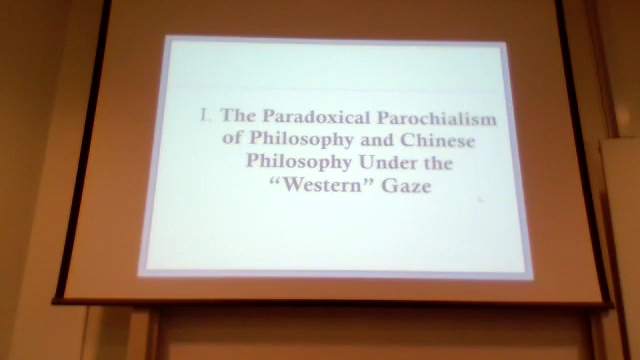 I. The Paradoxical Parochialism
of Philosophy and Chinese
Philosophy Under the
“Western” Gaze